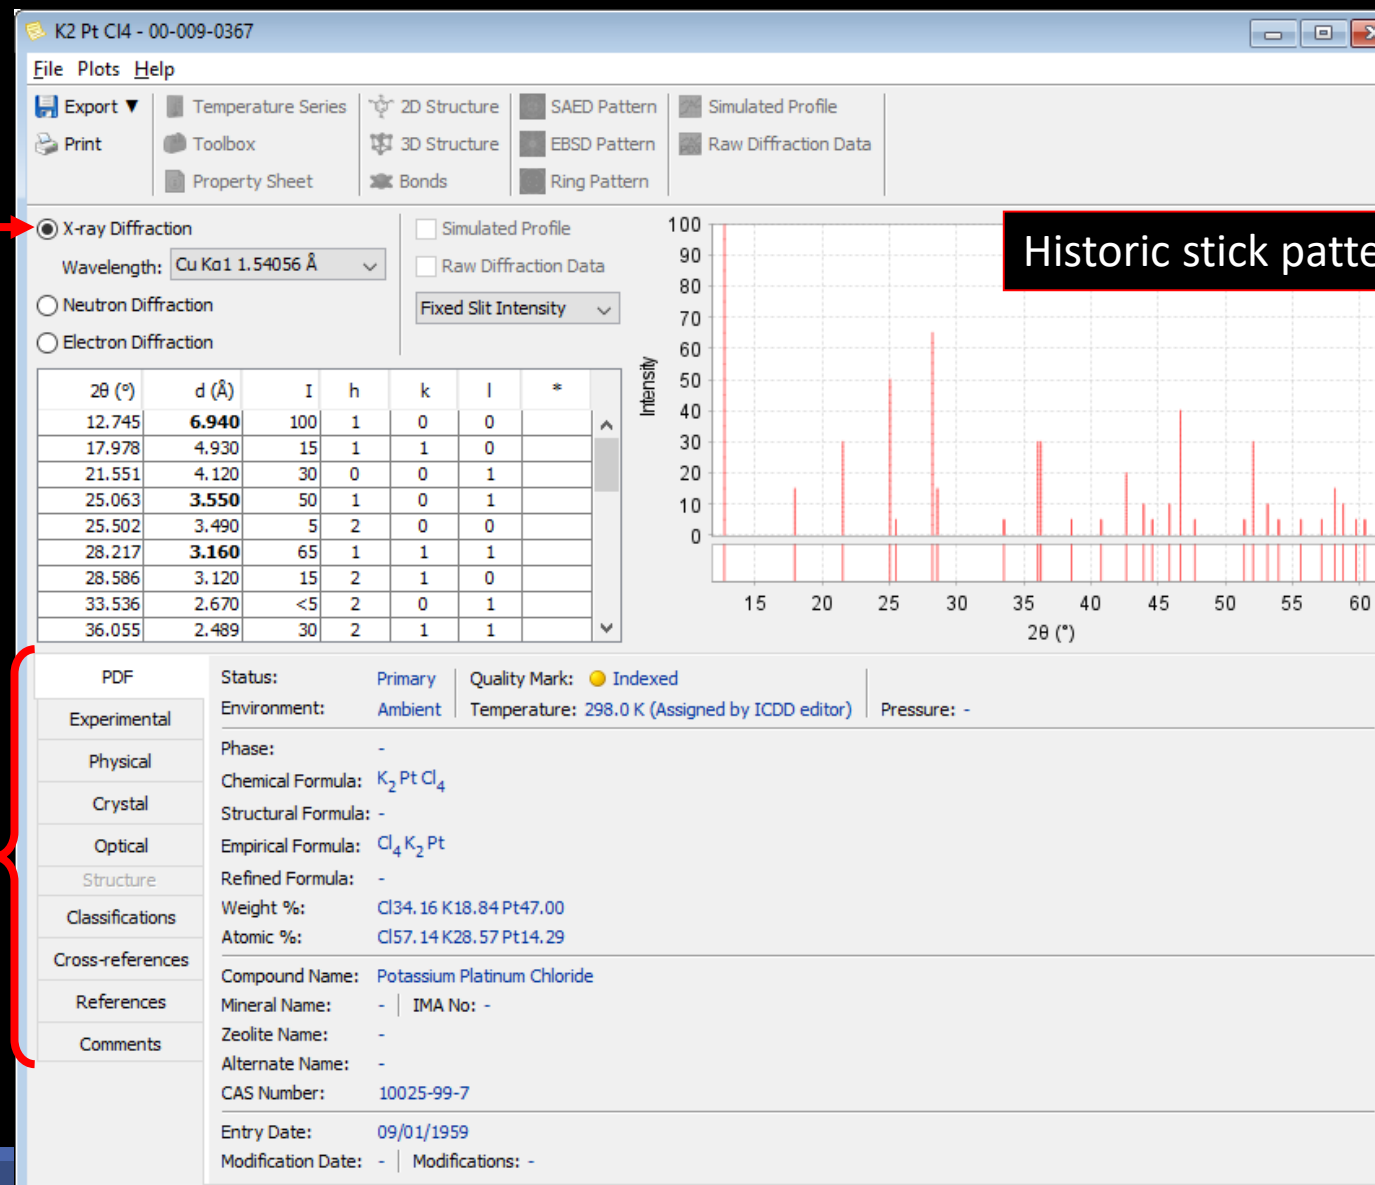 K2 Pt Cl4 - 00-009-0367
File Plots Help
Export ▼ Temperature Series 2D Structure SAED Pattern Simulated Profile
Print Toolbox 3D Structure EBSD Pattern Raw Diffraction Data
Property Sheet Bonds Ring Pattern
X-ray Diffraction Simulated Profile
Wavelength: Cu Kα1 1.54056 Å Raw Diffraction Data
Neutron Diffraction Fixed Slit Intensity
Electron Diffraction
2θ (°) d (Å) I h k l *
12.745 6.940 100 1 0 0
17.978 4.930 15 1 1 0
21.551 4.120 30 0 0 1
25.063 3.550 50 1 0 1
25.502 3.490 5 2 0 0
28.217 3.160 65 1 1 1
28.586 3.120 15 2 1 0
33.536 2.670 <5 2 0 1
36.055 2.489 30 2 1 1
Historic stick patte
Intensity
100
90
80
70
60
50
40
30
20
10
0
15 20 25 30 35 40 45 50 55 60
2θ (°)
PDF
Experimental
Physical
Crystal
Optical
Structure
Classifications
Cross-references
References
Comments
Status: Primary Quality Mark: Indexed
Environment: Ambient Temperature: 298.0 K (Assigned by ICDD editor) Pressure: -
Phase: -
Chemical Formula: K2 Pt Cl4
Structural Formula: -
Empirical Formula: Cl4 K2 Pt
Refined Formula: -
Weight %: Cl34.16 K18.84 Pt47.00
Atomic %: Cl57.14 K28.57 Pt14.29
Compound Name: Potassium Platinum Chloride
Mineral Name: - IMA No: -
Zeolite Name: -
Alternate Name: -
CAS Number: 10025-99-7
Entry Date: 09/01/1959
Modification Date: - Modifications: -